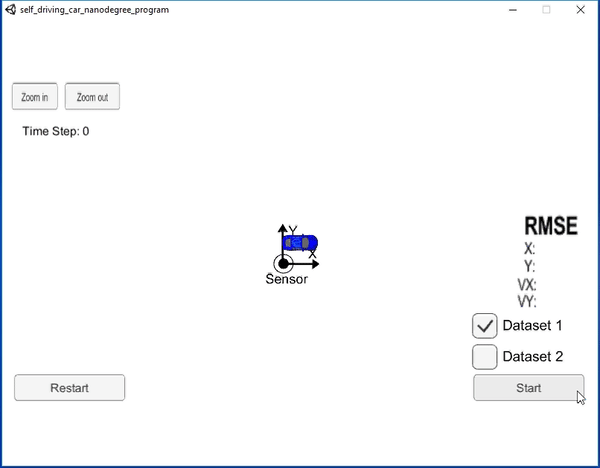 self_driving_car_nanodegree_program
Zoom in
Zoom out
Time Step: 0
Y
X
Sensor
RMSE
X:
Y:
VX:
VY:
Dataset 1
Dataset 2
Restart
Start